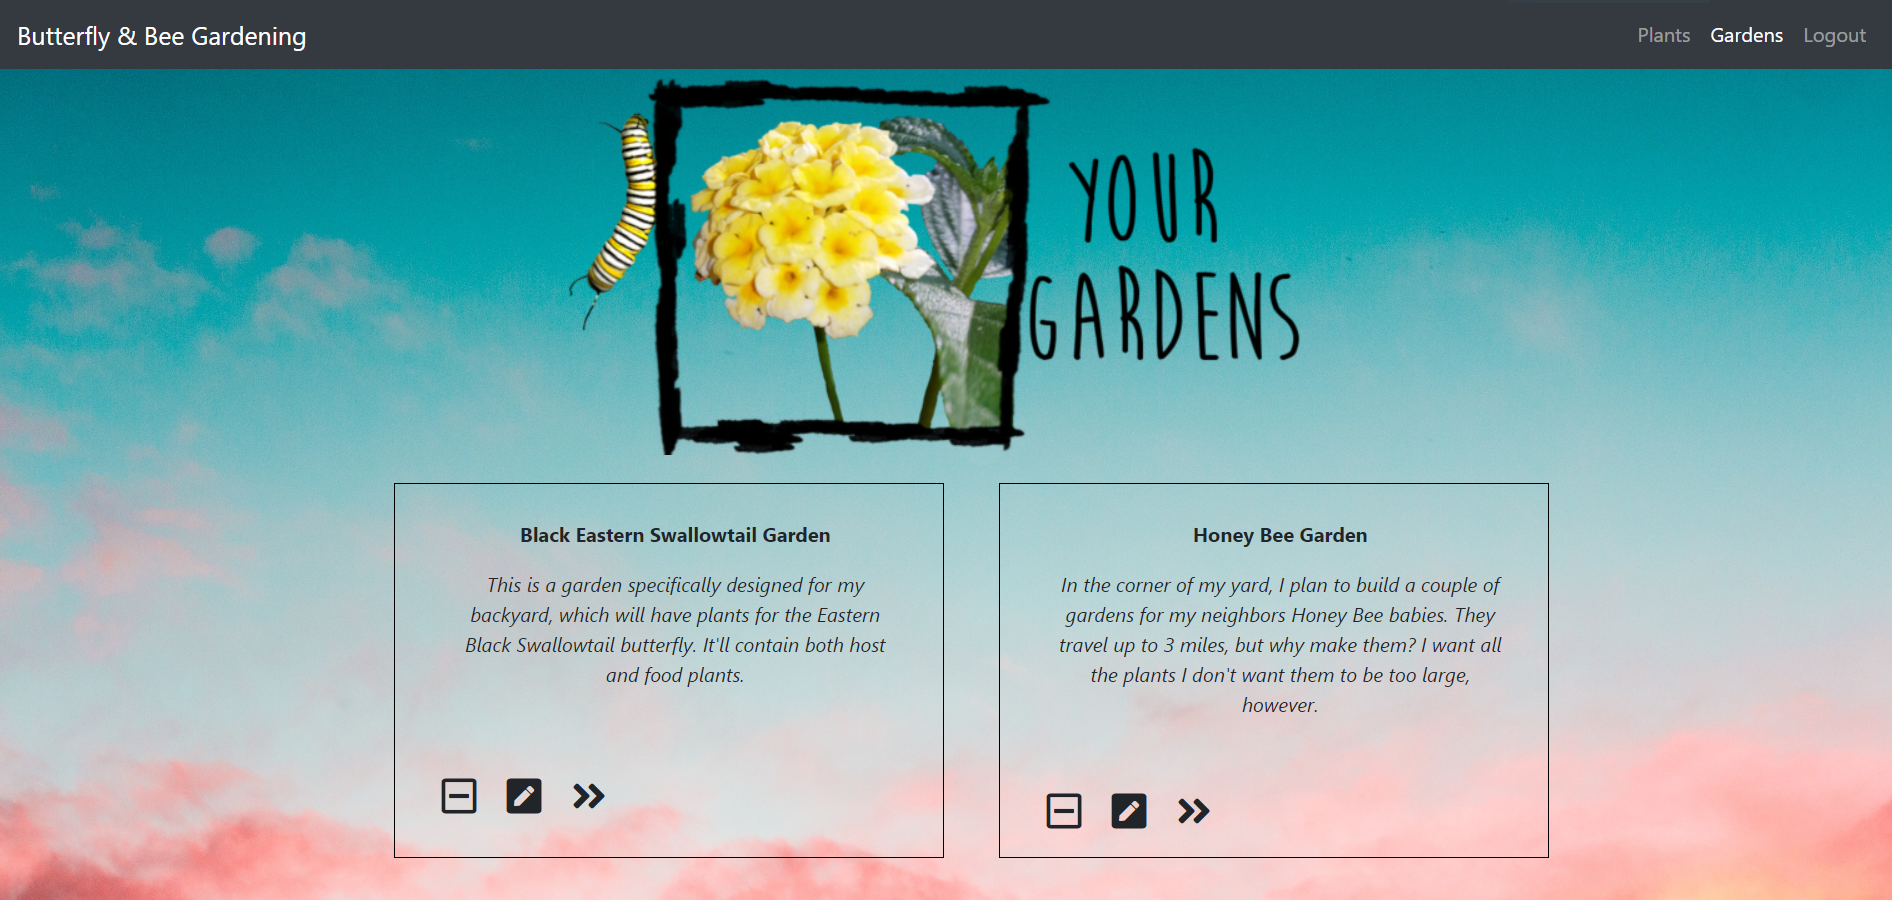 Butterfly & Bee Gardening
Plants Gardens Logout
YOUR
GARDENS
Black Eastern Swallowtail Garden
This is a garden specifically designed for my
backyard, which will have plants for the Eastern
Black Swallowtail butterfly. It'll contain both host
and food plants.
Honey Bee Garden
In the corner of my yard, I plan to build a couple of
gardens for my neighbors Honey Bee babies. They
travel up to 3 miles, but why make them? I want all
the plants I don't want them to be too large,
however.